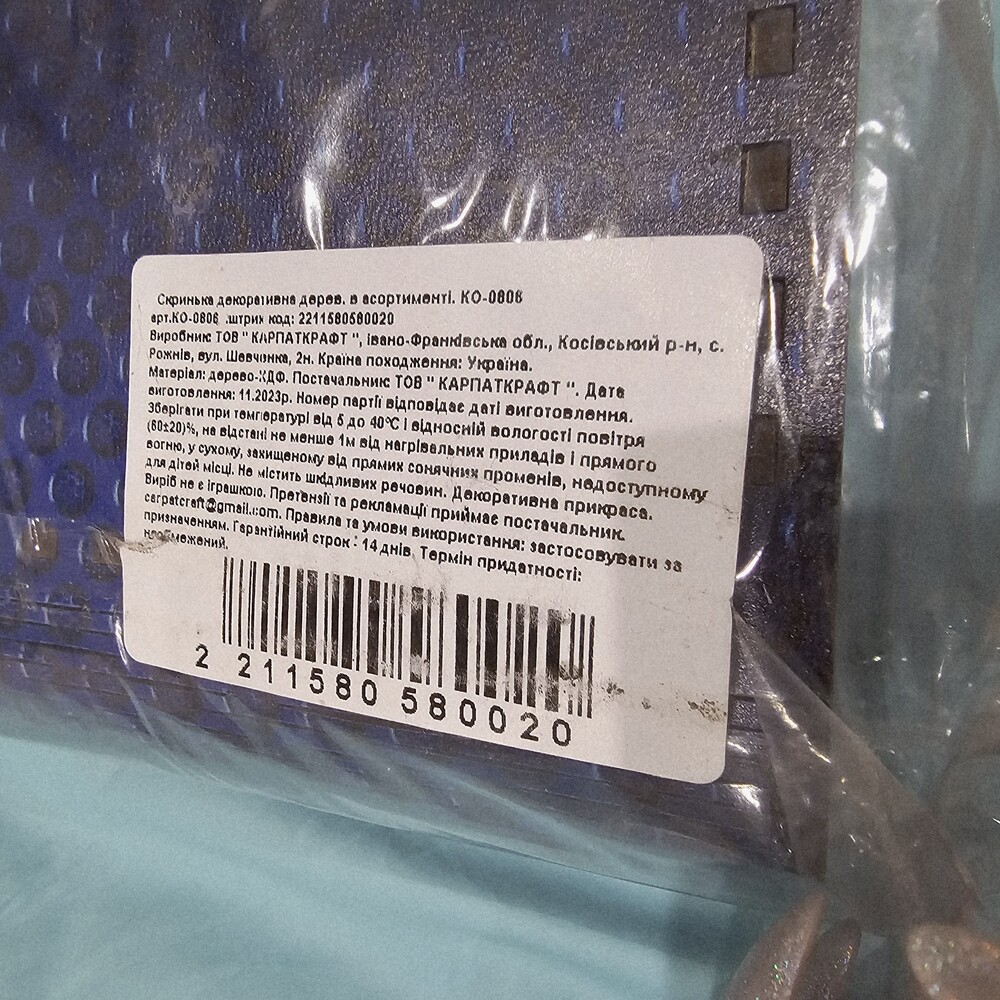 Скринька декоративна дерев. в асортименті. КО-0808
арт.КО-0808 .штрих код: 2211580580020
Виробник: ТОВ " КАРПАТКРАФТ ", Івано-Франківська обл., Косівський р-н, с.
Рожнів, вул. Шевченка, 2н. Країна походження: Україна.
Матеріал: дерево-ХДФ. Постачальник: ТОВ " КАРПАТКРАФТ ". Дата
виготовлення: 11.2023р. Номер партії відповідає даті виготовлення.
Зберігати при температурі від 5 до 40°С і відносній вологості повітря
(60±20)%, на відстані не менше 1м від нагрівальних приладів і прямого
вогню, у сухому, захищеному від прямих сонячних променів, недоступному
для дітей місці. Не містить шкідливих речовин. Декоративна прикраса.
Виріб не є іграшкою. Претензії та рекламації приймає постачальник.
carpatcraft@gmail.com. Правила та умови використання: застосовувати за
призначенням. Гарантійний строк : 14 днів. Термін придатності:
необмежений.
2 211580 580020